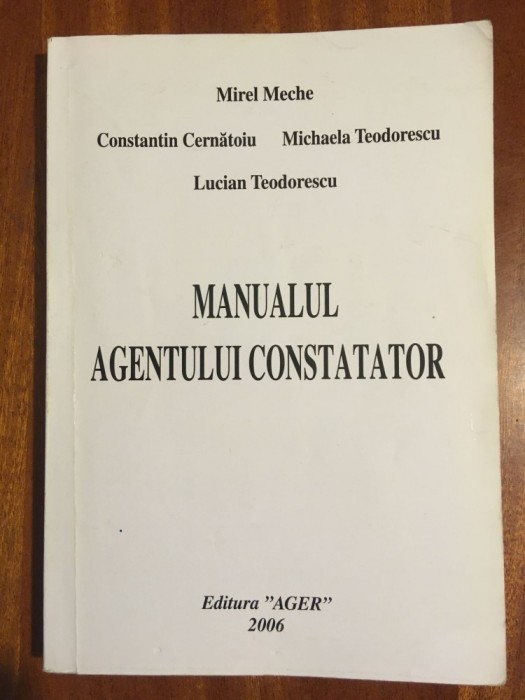 Mirel Meche
Constantin Cernătoiu Michaela Teodorescu
Lucian Teodorescu
MANUALUL
AGENTULUI CONSTATATOR
Editura ”AGER”
2006